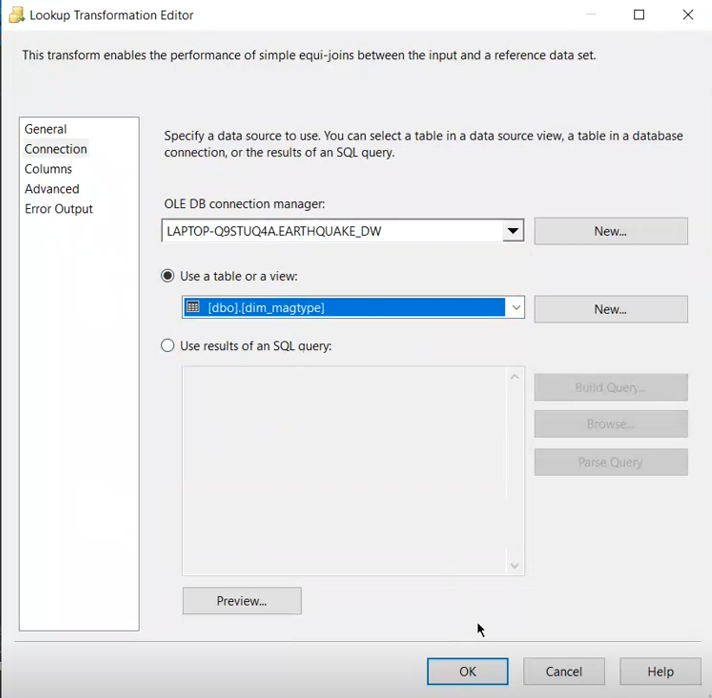 Lookup Transformation Editor
This transform enables the performance of simple equi-joins between the input and a reference data set.
General
Connection
Columns
Advanced
Error Output
Specify a data source to use. You can select a table in a data source view, a table in a database
connection, or the results of an SQL query.
OLE DB connection manager:
LAPTOP-Q9STUQ4A.EARTHQUAKE_DW
New...
Use a table or a view:
[dbo].[dim_magtype]
New...
Use results of an SQL query:
Build Query...
Browse...
Parse Query
Preview...
OK
Cancel
Help